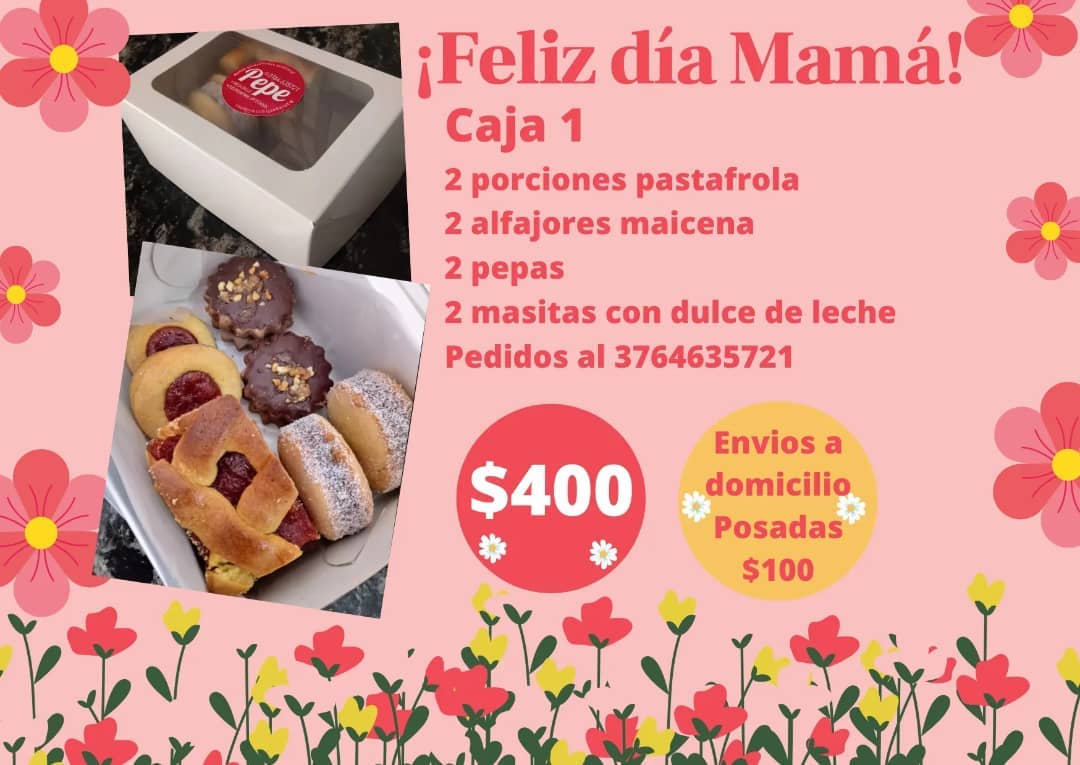 ¡Feliz día Mamá!
Caja 1
2 porciones pastafrola
2 alfajores maicena
2 pepas
2 masitas con dulce de leche
Pedidos al 3764635721
Pepe
$400
Envios a
domicilio
Posadas
$100